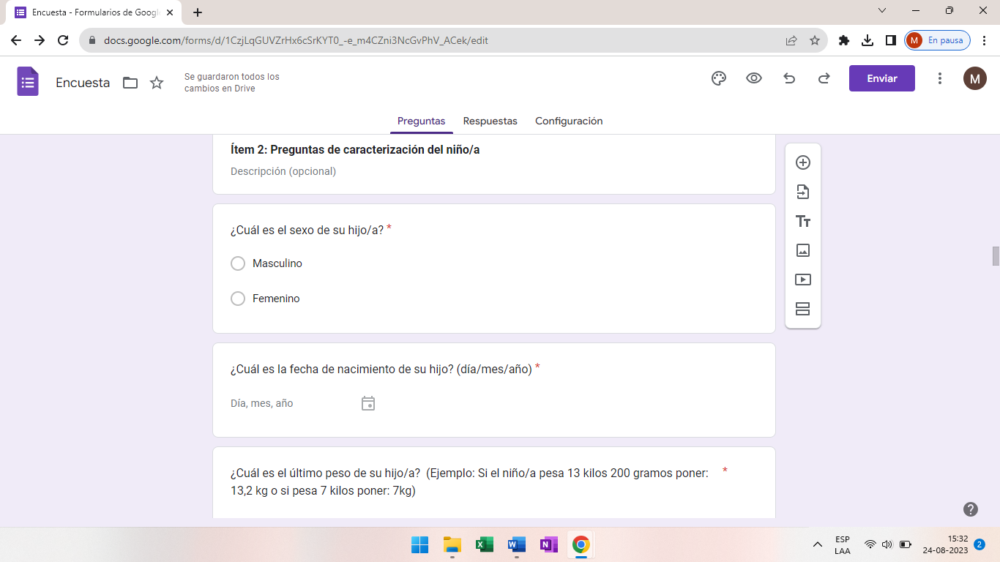 Encuesta - Formularios de Googl
docs.google.com/forms/d/1CzjLqGUVZrHx6cSrKYT0_-e_m4CZni3NcGvPhV_ACek/edit
M En pausa
Encuesta
Se guardaron todos los
cambios en Drive
Enviar
M
Preguntas Respuestas Configuración
Ítem 2: Preguntas de caracterización del niño/a
Descripción (opcional)
¿Cuál es el sexo de su hijo/a? *
Masculino
Femenino
¿Cuál es la fecha de nacimiento de su hijo? (día/mes/año) *
Día, mes, año
¿Cuál es el último peso de su hijo/a? (Ejemplo: Si el niño/a pesa 13 kilos 200 gramos poner: *
13,2 kg o si pesa 7 kilos poner: 7kg)
ESP
LAA
15:32
24-08-2023
2